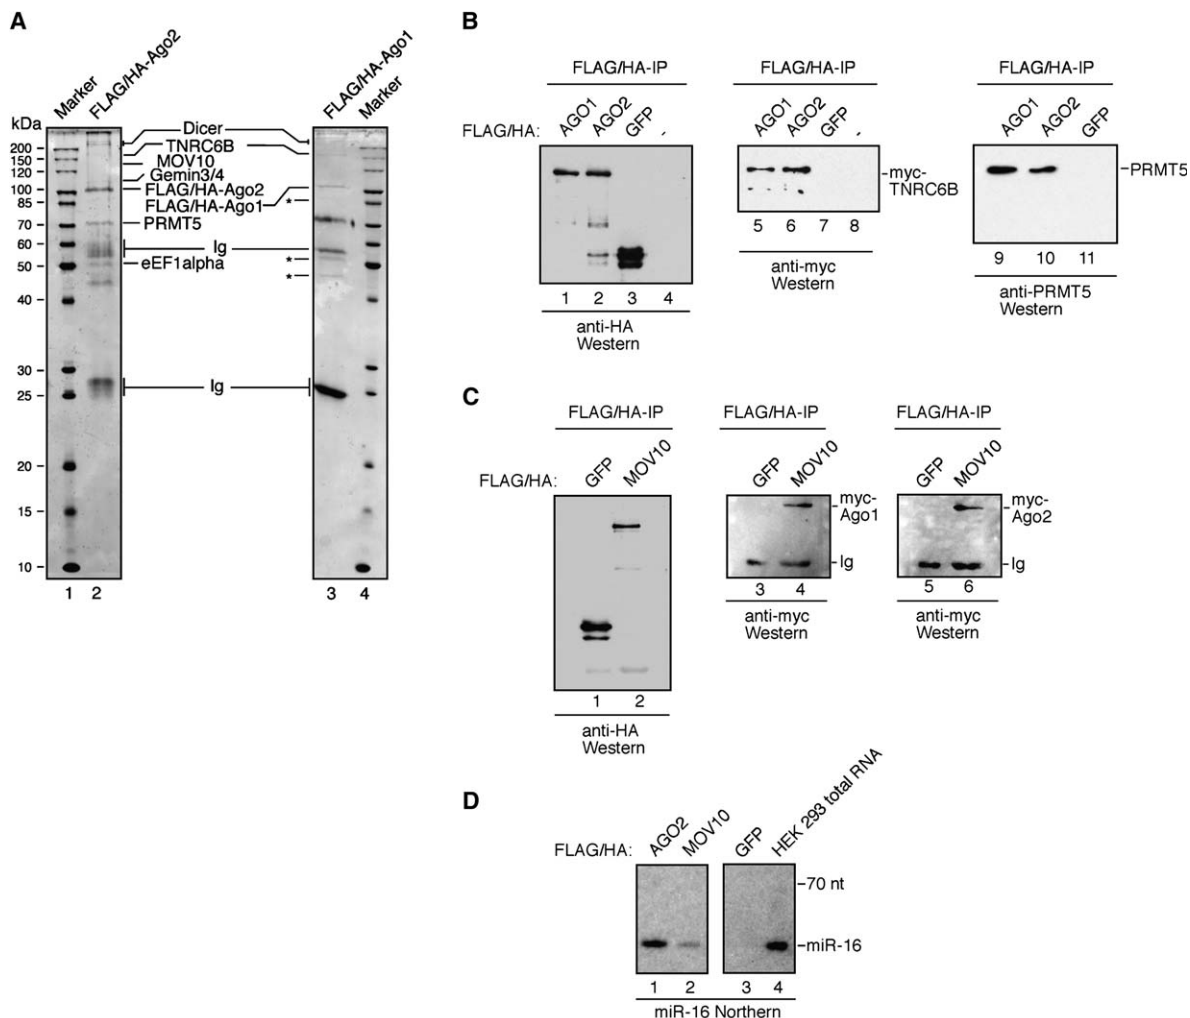 A
Marker
FLAG/HA-Ago2
FLAG/HA-Ago1
Marker
kDa
200
150
120
100
85
70
60
50
40
30
25
20
15
10
Dicer
TNRC6B
MOV10
Gemin3/4
FLAG/HA-Ago2
FLAG/HA-Ago1
*
PRMT5
Ig
*
eEF1alpha
*
Ig
1 2
3 4
B
FLAG/HA-IP
FLAG/HA:
AGO1
AGO2
GFP
-
1 2 3 4
anti-HA
Western
FLAG/HA-IP
AGO1
AGO2
GFP
-
myc-
TNRC6B
5 6 7 8
anti-myc
Western
FLAG/HA-IP
AGO1
AGO2
GFP
PRMT5
9 10 11
anti-PRMT5
Western
C
FLAG/HA-IP
FLAG/HA:
GFP
MOV10
1 2
anti-HA
Western
FLAG/HA-IP
GFP
MOV10
myc-
Ago1
Ig
3 4
anti-myc
Western
FLAG/HA-IP
GFP
MOV10
myc-
Ago2
Ig
5 6
anti-myc
Western
D
FLAG/HA:
AGO2
MOV10
GFP
HEK 293 total RNA
70 nt
miR-16
1 2 3 4
miR-16 Northern